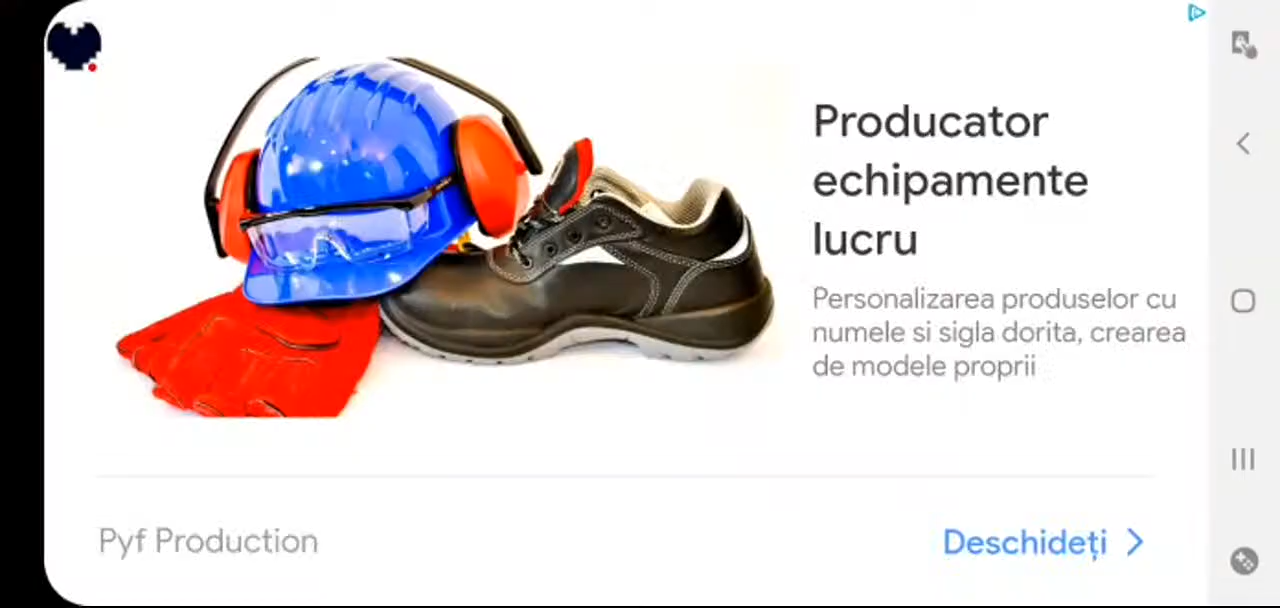 Producator
echipamente
lucru
Personalizarea produselor cu
numele si sigla dorita, crearea
de modele proprii
Pyf Production
Deschideți